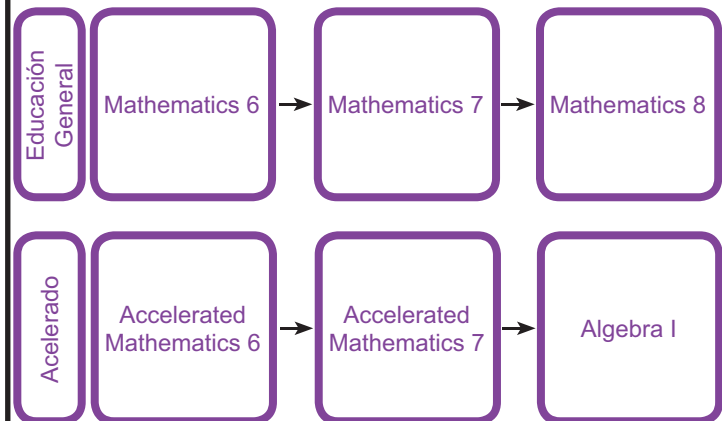 Educación
General
Mathematics 6
Mathematics 7
Mathematics 8
Acelerado
Accelerated
Mathematics 6
Accelerated
Mathematics 7
Algebra I